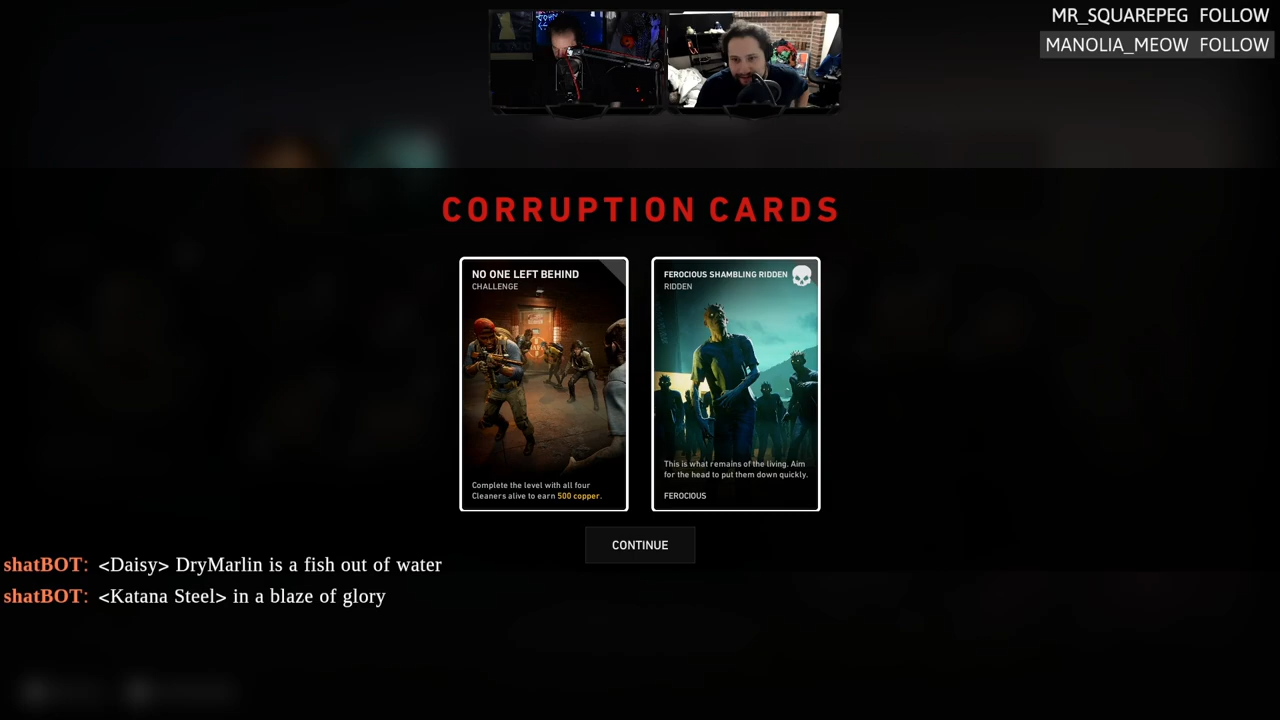 MR_SQUAREPEG FOLLOW
MANOLIA_MEOW FOLLOW
CORRUPTION CARDS
NO ONE LEFT BEHIND
CHALLENGE
Complete the level with all four
Cleaners alive to earn 500 copper.
FEROCIOUS SHAMBLING RIDDEN
RIDDEN
This is what remains of the living. Aim
for the head to put them down quickly.
FEROCIOUS
CONTINUE
shatBOT: <Daisy> DryMarlin is a fish out of water
shatBOT: <Katana Steel> in a blaze of glory